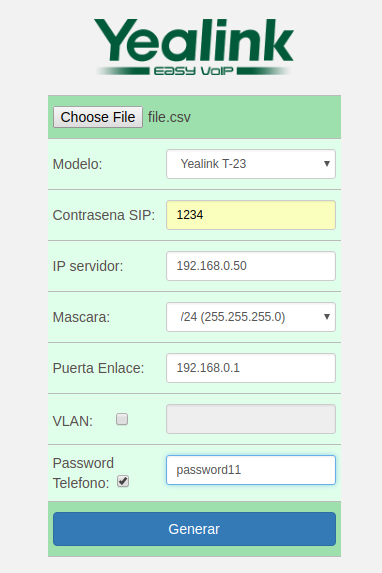 Yealink
EASY VoIP
Choose File file.csv
Modelo: Yealink T-23
Contrasena SIP: 1234
IP servidor: 192.168.0.50
Mascara: /24 (255.255.255.0)
Puerta Enlace: 192.168.0.1
VLAN:
Password
Telefono: password11
Generar